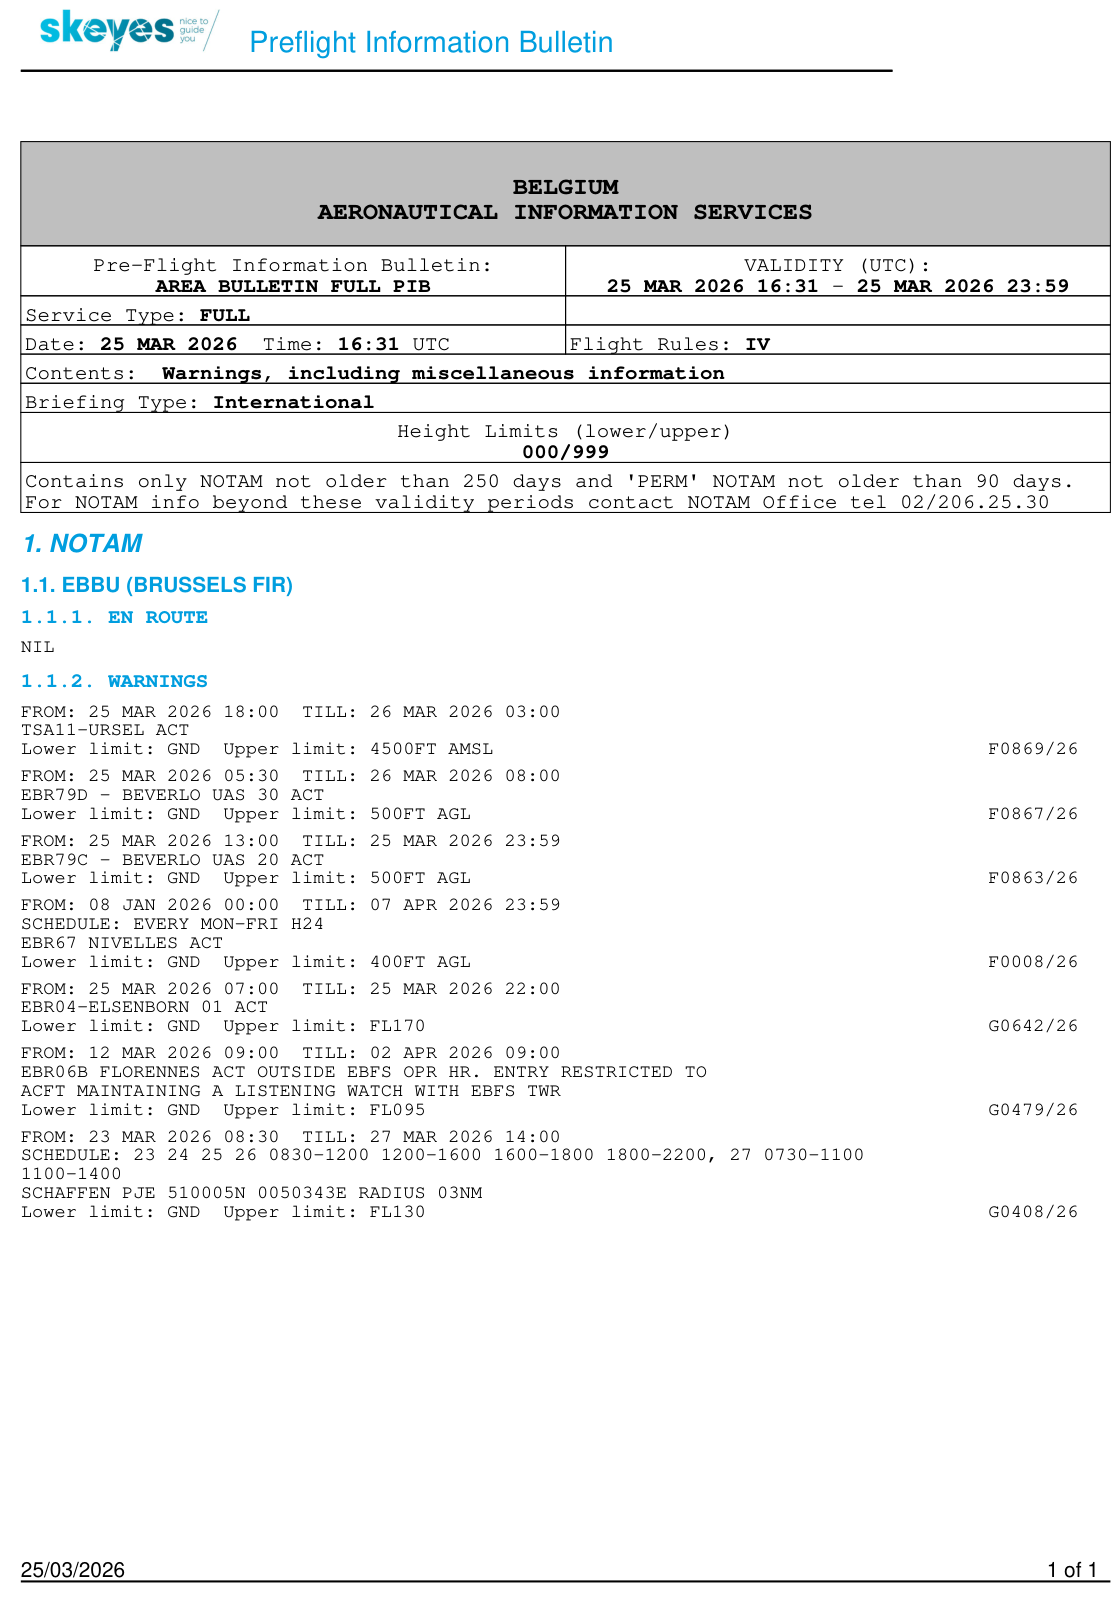 skeyes nice to guide you
Preflight Information Bulletin
BELGIUM
AERONAUTICAL INFORMATION SERVICES
Pre-Flight Information Bulletin:
AREA BULLETIN FULL PIB
VALIDITY (UTC):
25 MAR 2026 16:31 - 25 MAR 2026 23:59
Service Type: FULL
Date: 25 MAR 2026 Time: 16:31 UTC
Flight Rules: IV
Contents: Warnings, including miscellaneous information
Briefing Type: International
Height Limits (lower/upper)
000/999
Contains only NOTAM not older than 250 days and 'PERM' NOTAM not older than 90 days.
For NOTAM info beyond these validity periods contact NOTAM Office tel 02/206.25.30
1. NOTAM
1.1. EBBU (BRUSSELS FIR)
1.1.1. EN ROUTE
NIL
1.1.2. WARNINGS
FROM: 25 MAR 2026 18:00 TILL: 26 MAR 2026 03:00
TSA11-URSEL ACT
Lower limit: GND Upper limit: 4500FT AMSL F0869/26
FROM: 25 MAR 2026 05:30 TILL: 26 MAR 2026 08:00
EBR79D - BEVERLO UAS 30 ACT
Lower limit: GND Upper limit: 500FT AGL F0867/26
FROM: 25 MAR 2026 13:00 TILL: 25 MAR 2026 23:59
EBR79C - BEVERLO UAS 20 ACT
Lower limit: GND Upper limit: 500FT AGL F0863/26
FROM: 08 JAN 2026 00:00 TILL: 07 APR 2026 23:59
SCHEDULE: EVERY MON-FRI H24
EBR67 NIVELLES ACT
Lower limit: GND Upper limit: 400FT AGL F0008/26
FROM: 25 MAR 2026 07:00 TILL: 25 MAR 2026 22:00
EBR04-ELSENBORN 01 ACT
Lower limit: GND Upper limit: FL170 G0642/26
FROM: 12 MAR 2026 09:00 TILL: 02 APR 2026 09:00
EBR06B FLORENNES ACT OUTSIDE EBFS OPR HR. ENTRY RESTRICTED TO
ACFT MAINTAINING A LISTENING WATCH WITH EBFS TWR
Lower limit: GND Upper limit: FL095 G0479/26
FROM: 23 MAR 2026 08:30 TILL: 27 MAR 2026 14:00
SCHEDULE: 23 24 25 26 0830-1200 1200-1600 1600-1800 1800-2200, 27 0730-1100
1100-1400
SCHAFFEN PJE 510005N 0050343E RADIUS 03NM
Lower limit: GND Upper limit: FL130 G0408/26
25/03/2026 1 of 1